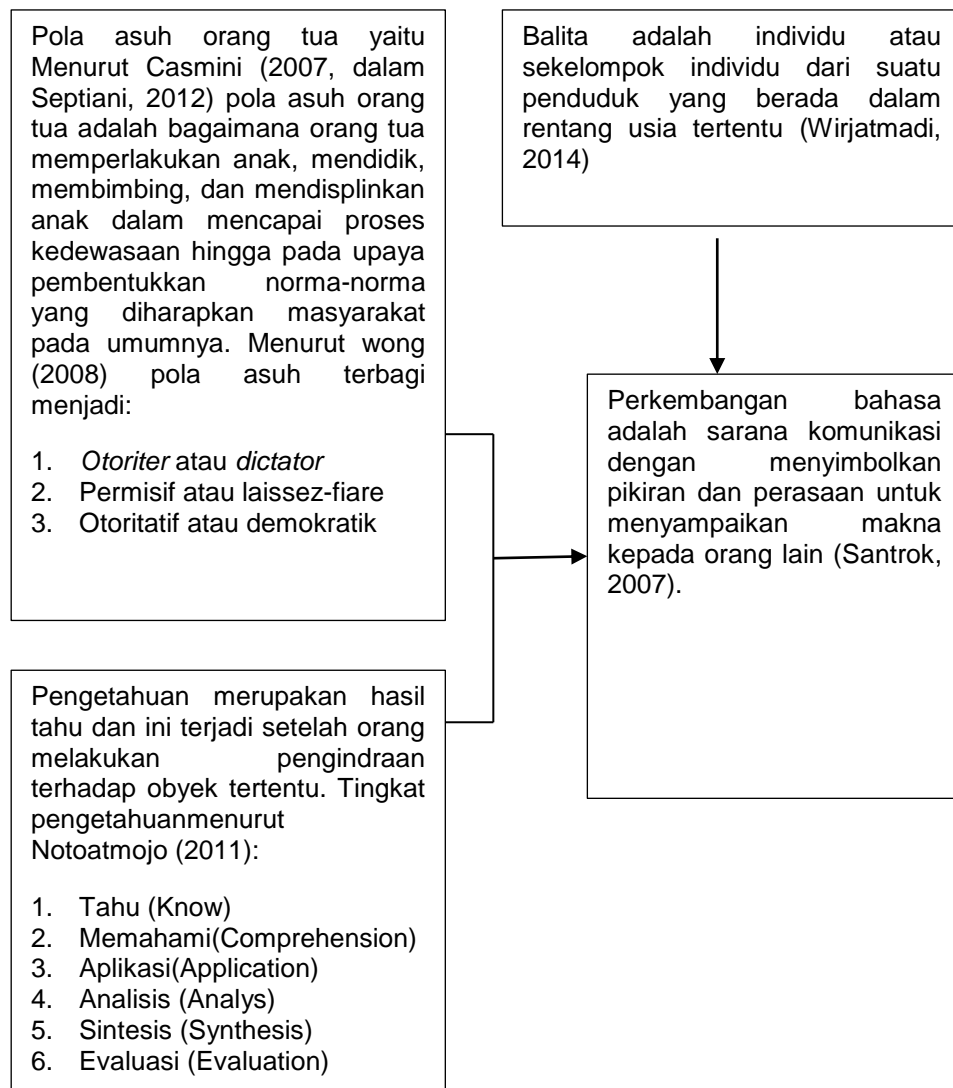 Pola asuh orang tua yaitu
Menurut Casmini (2007, dalam
Septiani, 2012) pola asuh orang
tua adalah bagaimana orang tua
memperlakukan anak, mendidik,
membimbing, dan mendisplinkan
anak dalam mencapai proses
kedewasaan hingga pada upaya
pembentukkan norma-norma
yang diharapkan masyarakat
pada umumnya. Menurut wong
(2008) pola asuh terbagi
menjadi:
1. Otoriter atau dictator
2. Permisif atau laissez-fiare
3. Otoritatif atau demokratik
Balita adalah individu atau
sekelompok individu dari suatu
penduduk yang berada dalam
rentang usia tertentu (Wirjatmadi,
2014)
Perkembangan bahasa
adalah sarana komunikasi
dengan menyimbolkan
pikiran dan perasaan untuk
menyampaikan makna
kepada orang lain (Santrok,
2007).
Pengetahuan merupakan hasil
tahu dan ini terjadi setelah orang
melakukan pengindraan
terhadap obyek tertentu. Tingkat
pengetahuanmenurut
Notoatmojo (2011):
1. Tahu (Know)
2. Memahami(Comprehension)
3. Aplikasi(Application)
4. Analisis (Analys)
5. Sintesis (Synthesis)
6. Evaluasi (Evaluation)